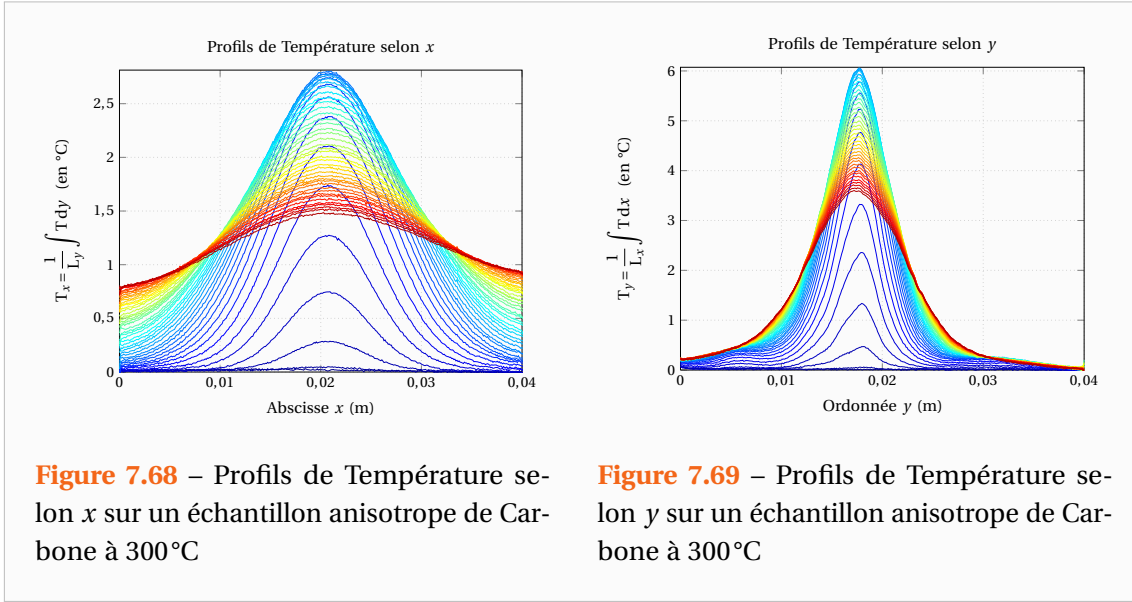 Profils de Température selon x
2,5
2
1,5
1
0,5
0
0
0,01
0,02
0,03
0,04
T_x = 1/L_y ∫ T dy (en °C)
Abscisse x (m)
Figure 7.68 – Profils de Température se-
lon x sur un échantillon anisotrope de Car-
bone à 300 °C
Profils de Température selon y
6
5
4
3
2
1
0
0
0,01
0,02
0,03
0,04
T_y = 1/L_x ∫ T dx (en °C)
Ordonnée y (m)
Figure 7.69 – Profils de Température se-
lon y sur un échantillon anisotrope de Car-
bone à 300 °C